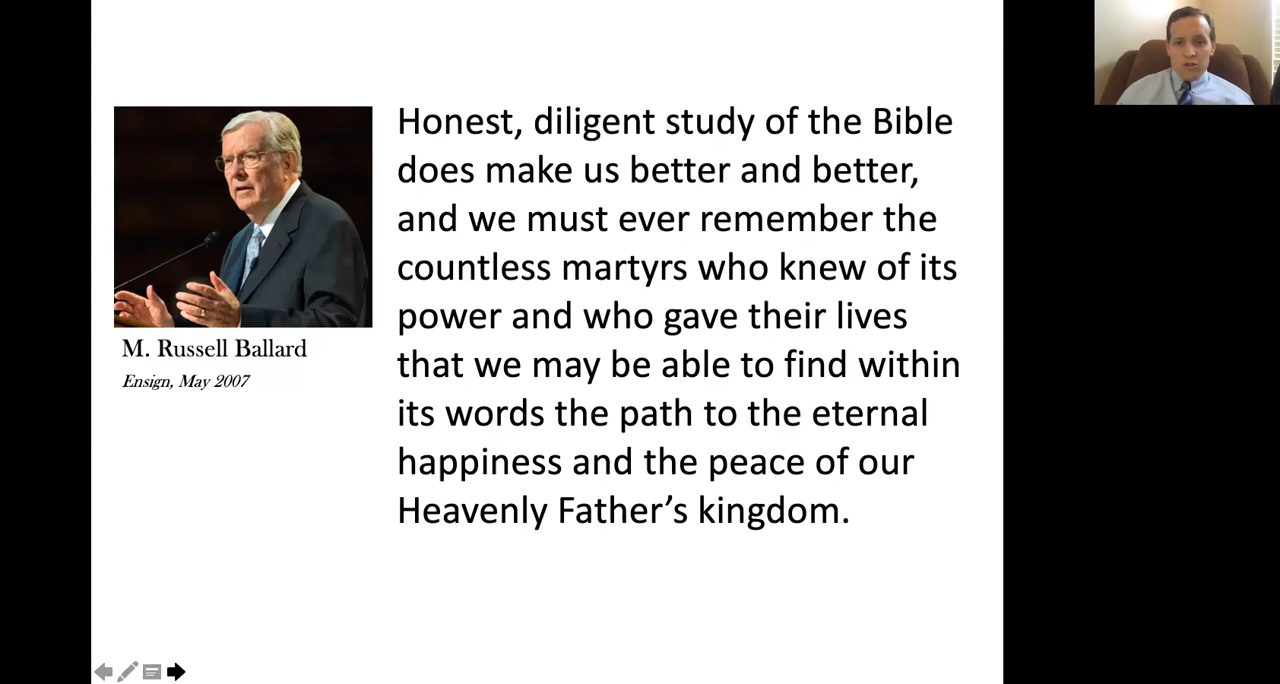 Honest, diligent study of the Bible
does make us better and better,
and we must ever remember the
countless martyrs who knew of its
power and who gave their lives
that we may be able to find within
its words the path to the eternal
happiness and the peace of our
Heavenly Father’s kingdom.
M. Russell Ballard
Ensign, May 2007